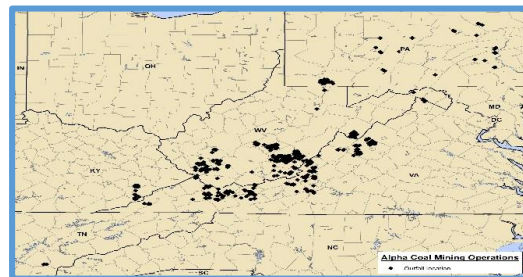 PA
OH
IN
MD
DC
WV
KY
VA
TN
NC
SC
Alpha Coal Mining Operations
Outfall location